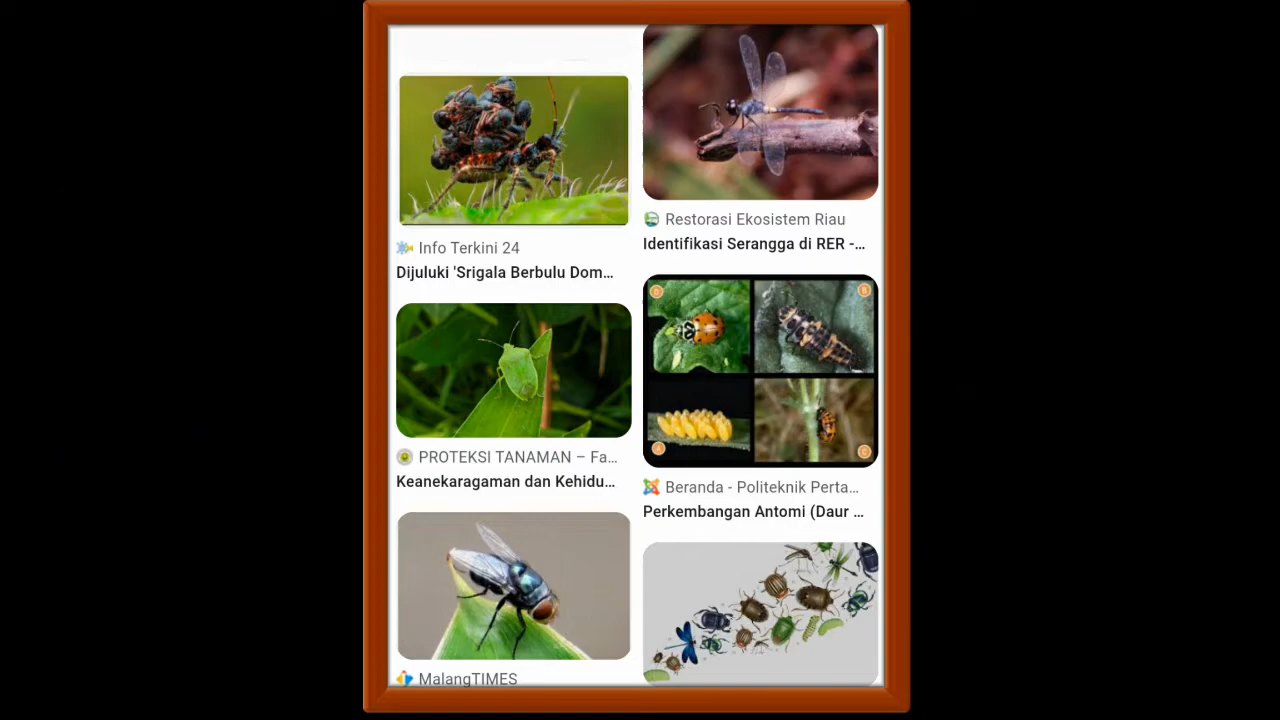 Info Terkini 24
Dijuluki 'Srigala Berbulu Dom...
PROTEKSI TANAMAN – Fa...
Keanekaragaman dan Kehidu...
MalangTIMES
Restorasi Ekosistem Riau
Identifikasi Serangga di RER -...
D
B
A
C
Beranda - Politeknik Perta...
Perkembangan Antomi (Daur ...